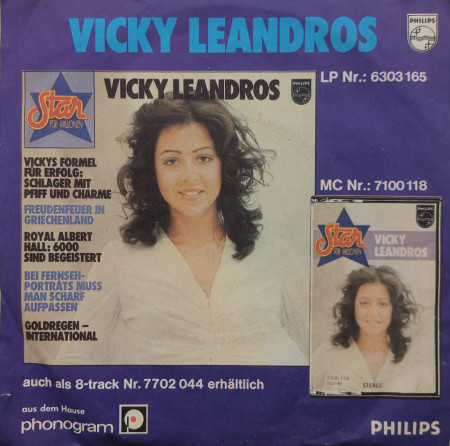 VICKY LEANDROS
PHILIPS
LP Nr.: 6303 165
Star
FÜR MILLIONEN
VICKY LEANDROS
VICKYS FORMEL
FÜR ERFOLG:
SCHLAGER MIT
PFIFF UND CHARME
FREUDENFEUER IN
GRIECHENLAND
ROYAL ALBERT
HALL: 6000
SIND BEGEISTERT
BEI FERNSEH-
PORTRÄTS MUSS
MAN SCHARF
AUFPASSEN
GOLDREGEN –
INTERNATIONAL
MC Nr.: 7100 118
Star
FÜR MILLIONEN
VICKY
LEANDROS
7100 118
STEREO
auch als 8-track Nr. 7702 044 erhältlich
aus dem Hause
phonogram
PHILIPS